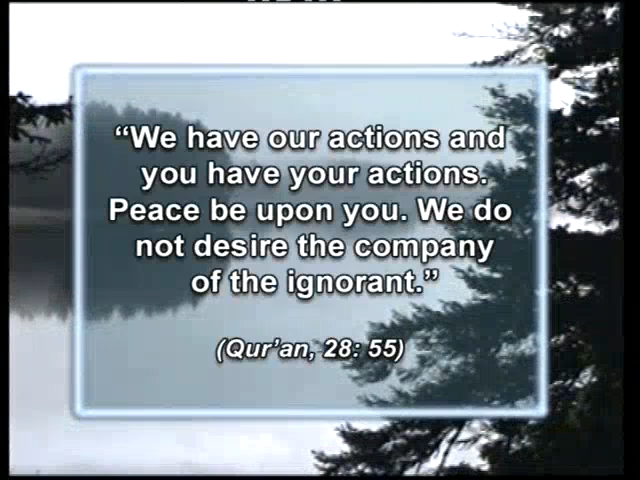 “We have our actions and
you have your actions.
Peace be upon you. We do
not desire the company
of the ignorant.”
(Qur’an, 28: 55)